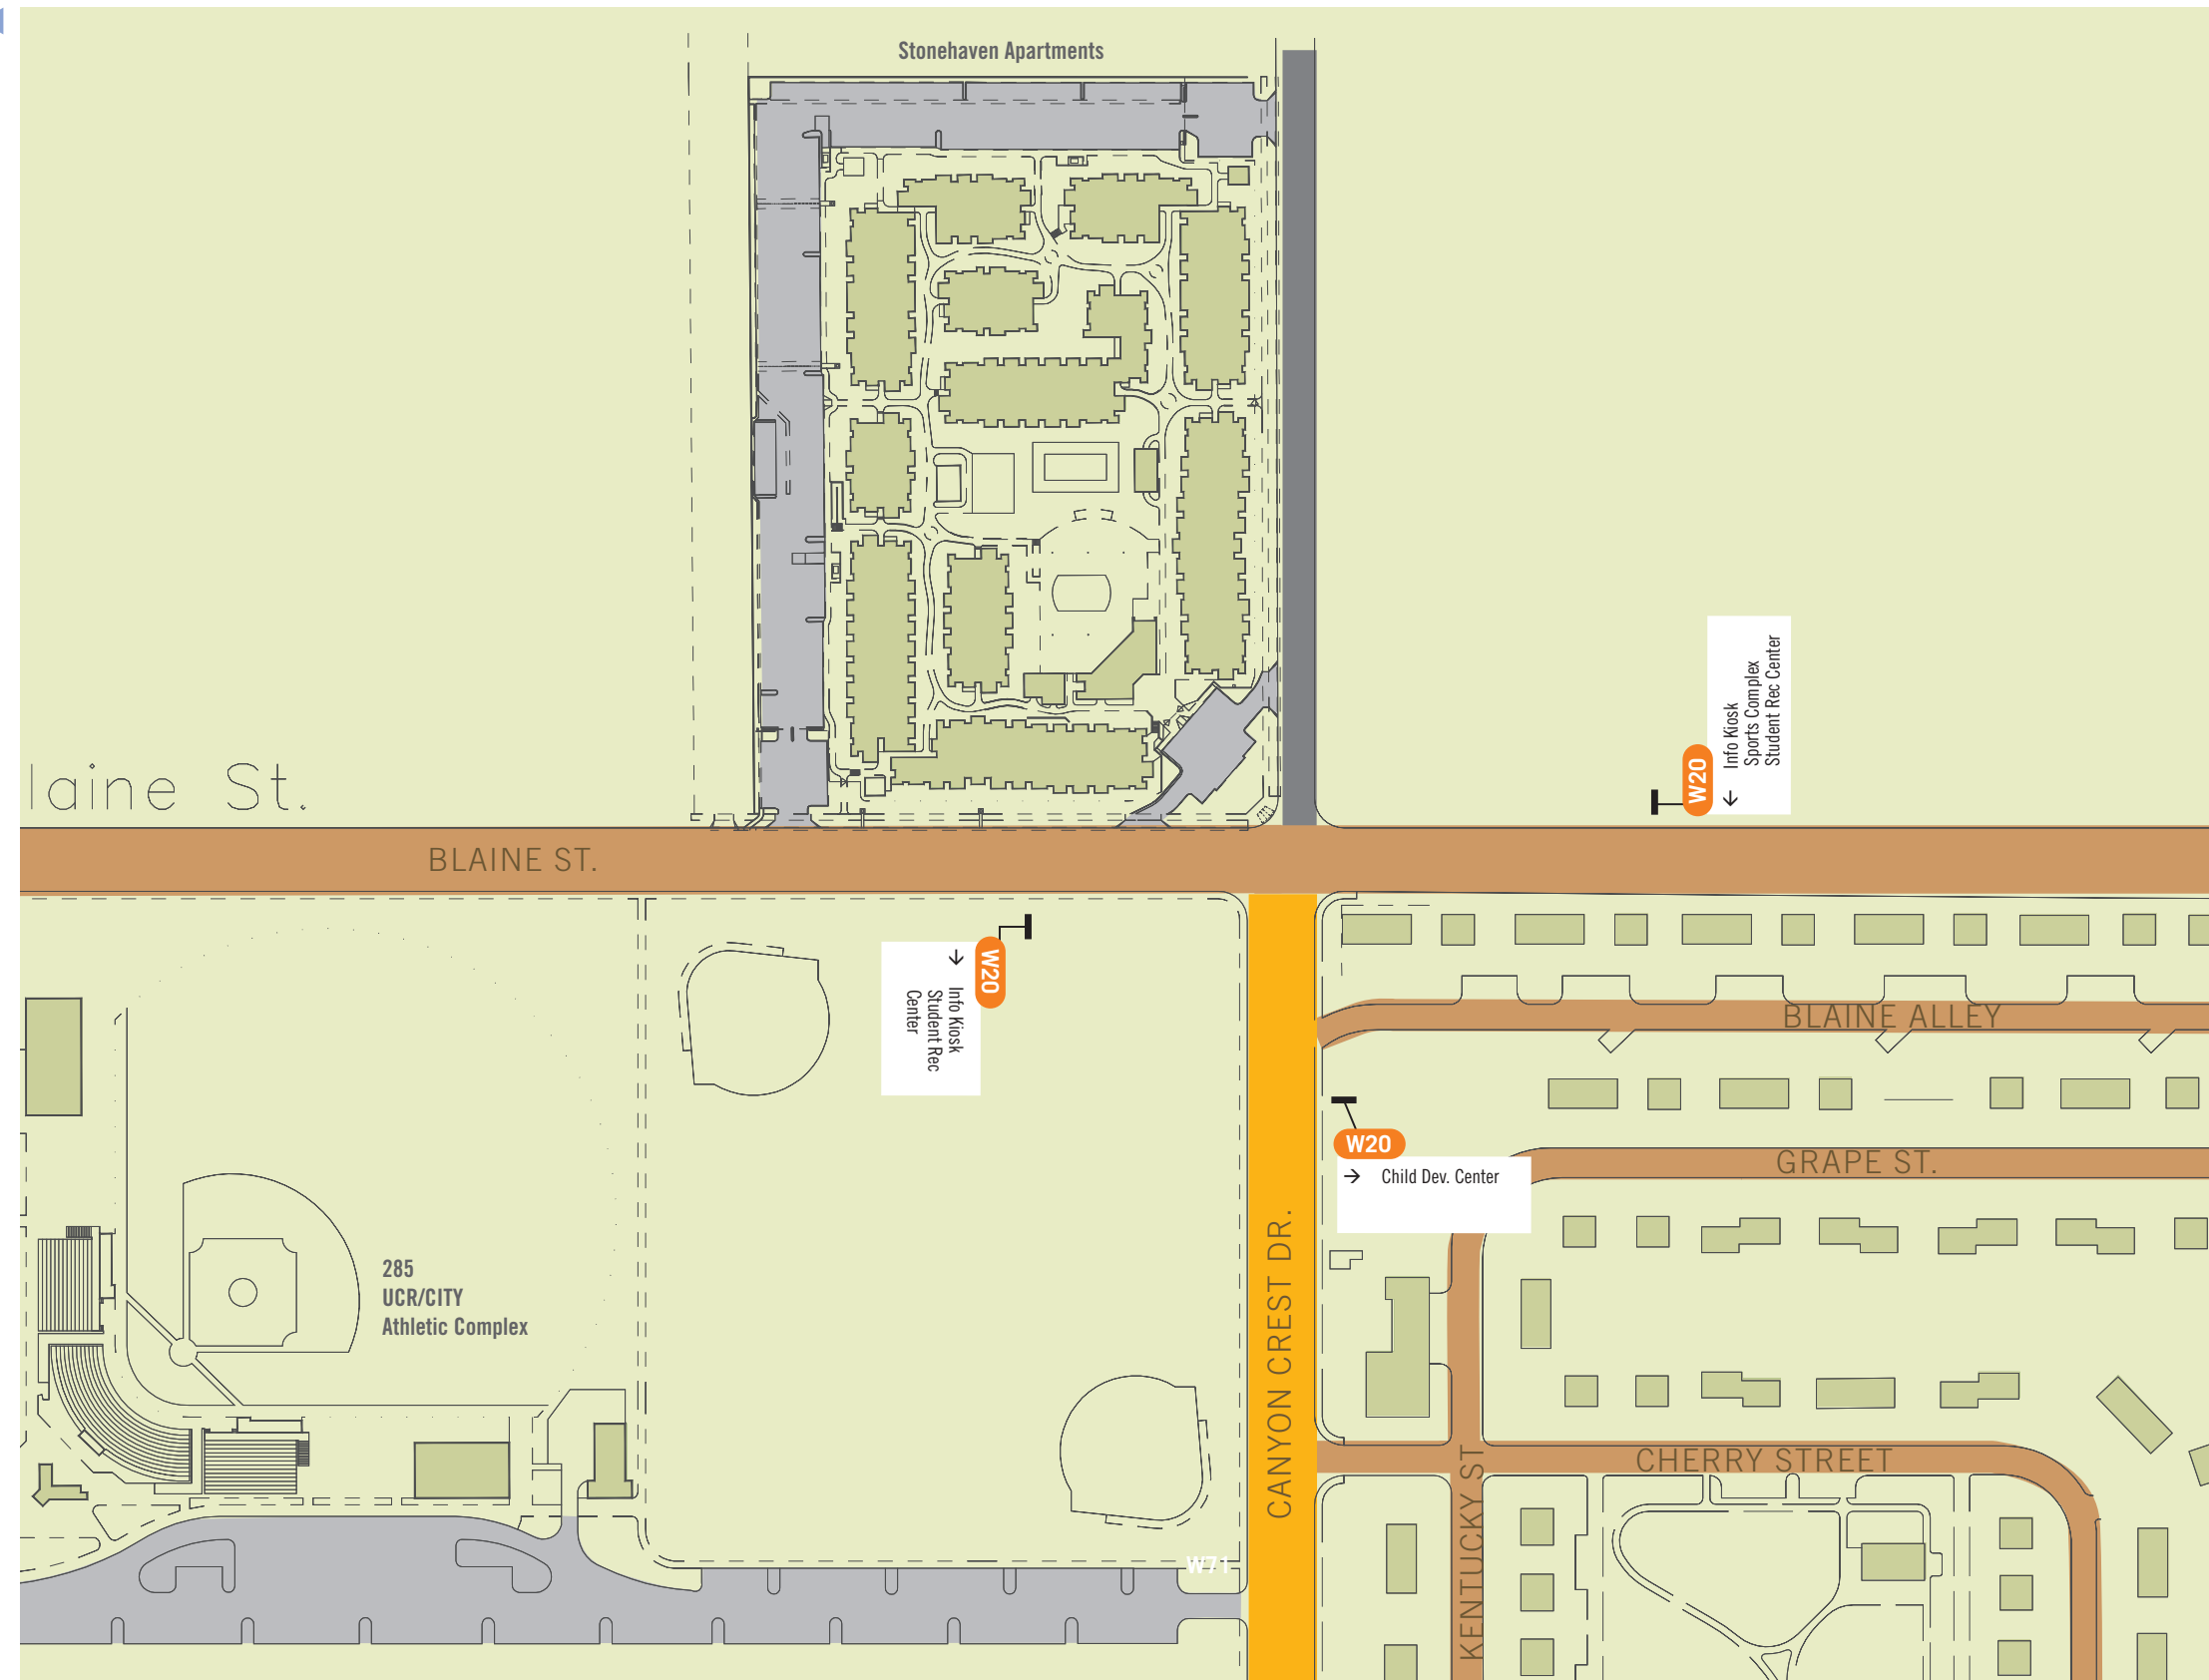 Stonehaven Apartments
Info Kiosk
Sports Complex
Student Rec Center
W20
←
laine St.
BLAINE ST.
W20
→ Info Kiosk
Student Rec
Center
BLAINE ALLEY
W20
→ Child Dev. Center
GRAPE ST.
285
UCR/CITY
Athletic Complex
CANYON CREST DR.
CHERRY STREET
KENTUCKY ST
W71